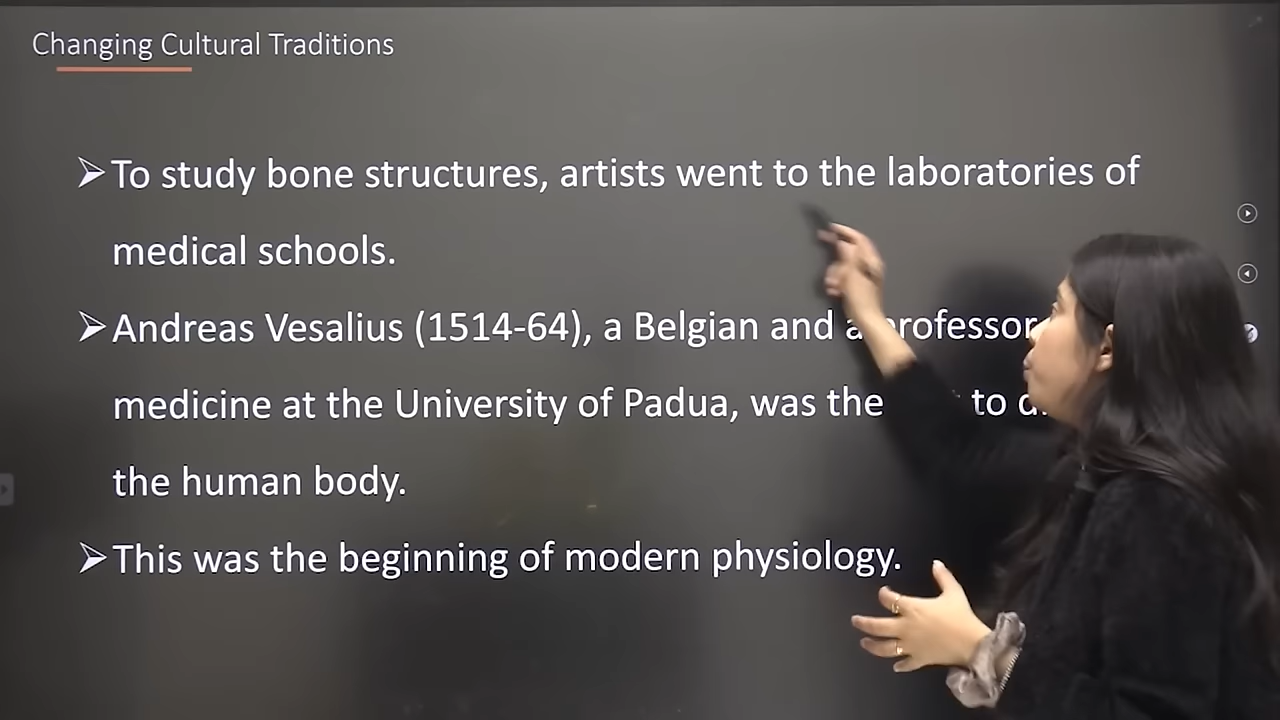 Changing Cultural Traditions
➢ To study bone structures, artists went to the laboratories of
medical schools.
➢ Andreas Vesalius (1514-64), a Belgian and a professor
medicine at the University of Padua, was the to
the human body.
➢ This was the beginning of modern physiology.